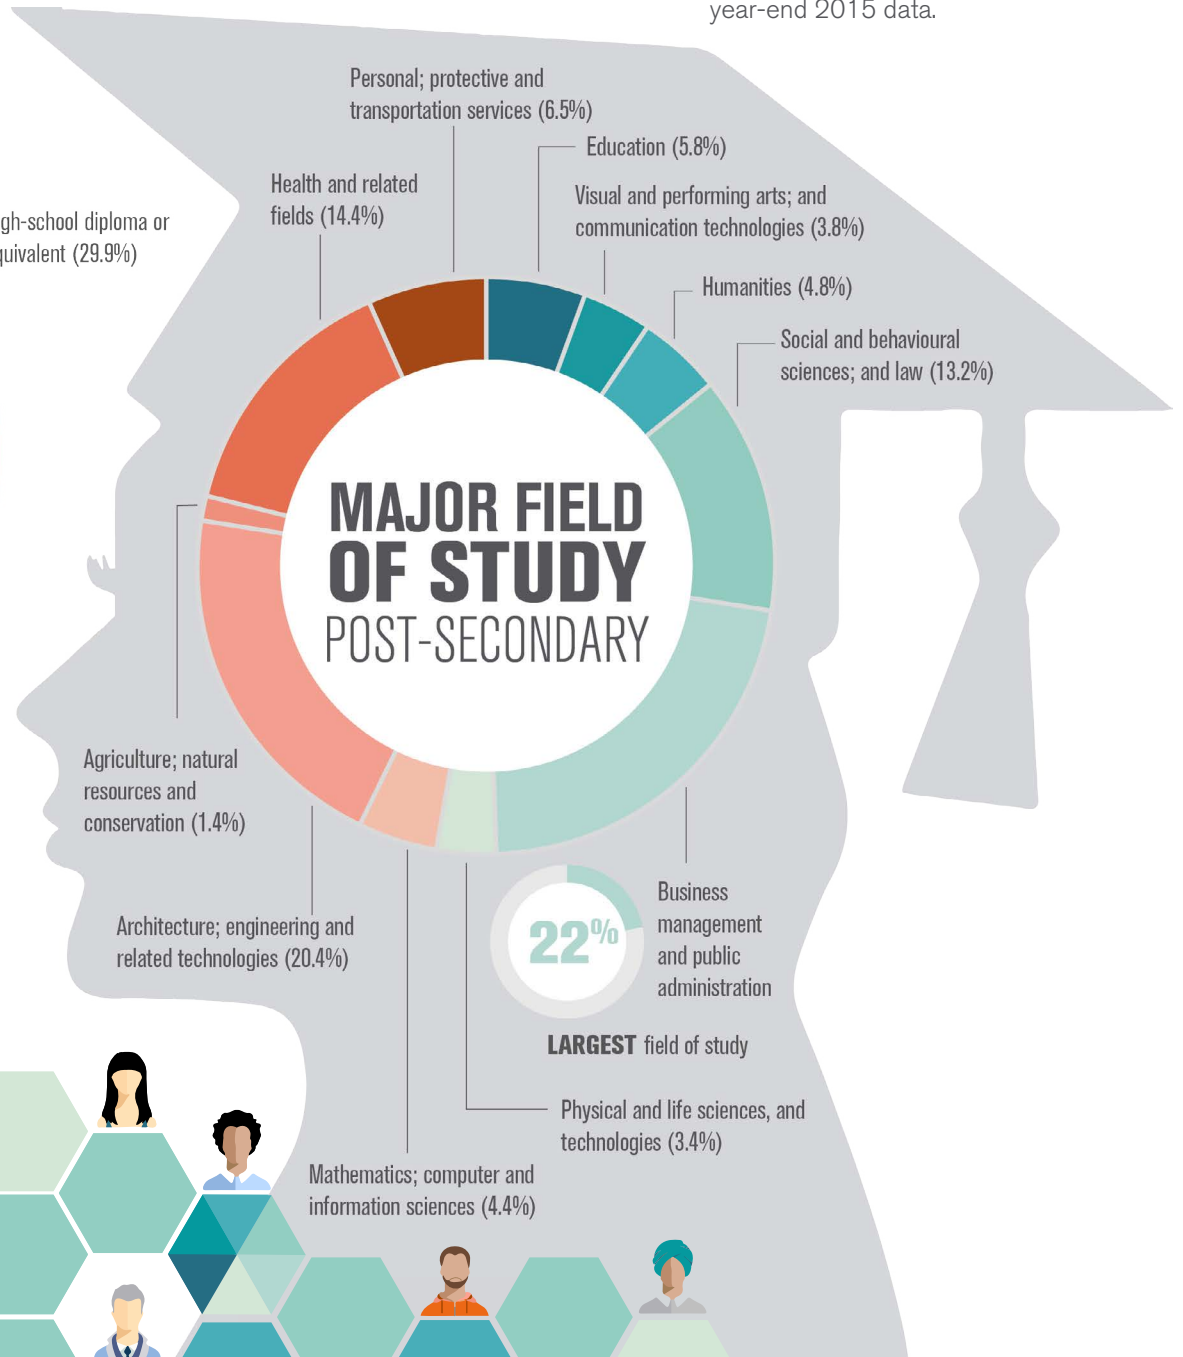 year-end 2015 data.
Personal; protective and
transportation services (6.5%)
Education (5.8%)
Health and related
fields (14.4%)
Visual and performing arts; and
communication technologies (3.8%)
gh-school diploma or
quivalent (29.9%)
Humanities (4.8%)
Social and behavioural
sciences; and law (13.2%)
MAJOR FIELD
OF STUDY
POST-SECONDARY
Agriculture; natural
resources and
conservation (1.4%)
Architecture; engineering and
related technologies (20.4%)
22%
Business
management
and public
administration
LARGEST field of study
Physical and life sciences, and
technologies (3.4%)
Mathematics; computer and
information sciences (4.4%)